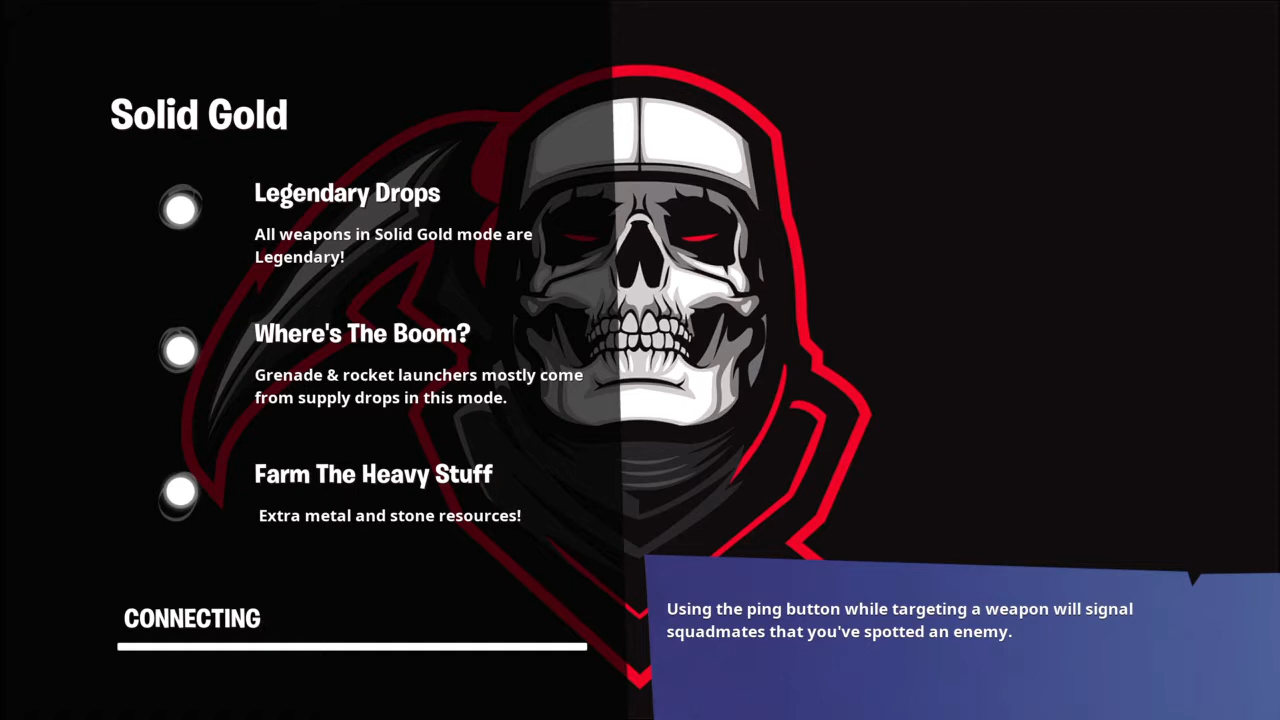 Solid Gold
Legendary Drops
All weapons in Solid Gold mode are
Legendary!
Where's The Boom?
Grenade & rocket launchers mostly come
from supply drops in this mode.
Farm The Heavy Stuff
Extra metal and stone resources!
CONNECTING
Using the ping button while targeting a weapon will signal
squadmates that you've spotted an enemy.